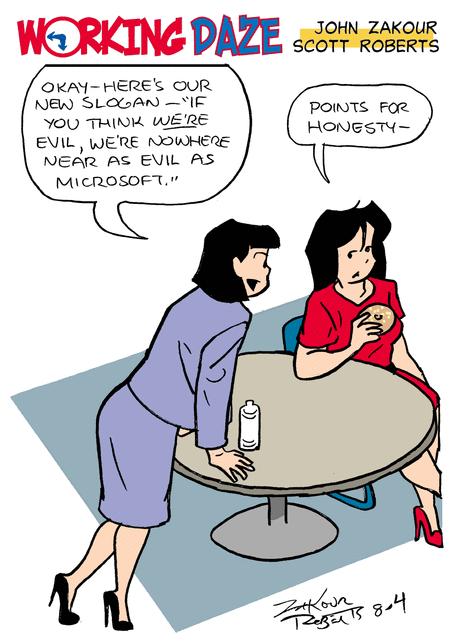 WORKING DAZE
JOHN ZAKOUR
SCOTT ROBERTS
OKAY-HERE'S OUR
NEW SLOGAN-"IF
YOU THINK WE'RE
EVIL, WE'RE NOWHERE
NEAR AS EVIL AS
MICROSOFT."
POINTS FOR
HONESTY-
ZAKOUR
ROBERTS 8.4